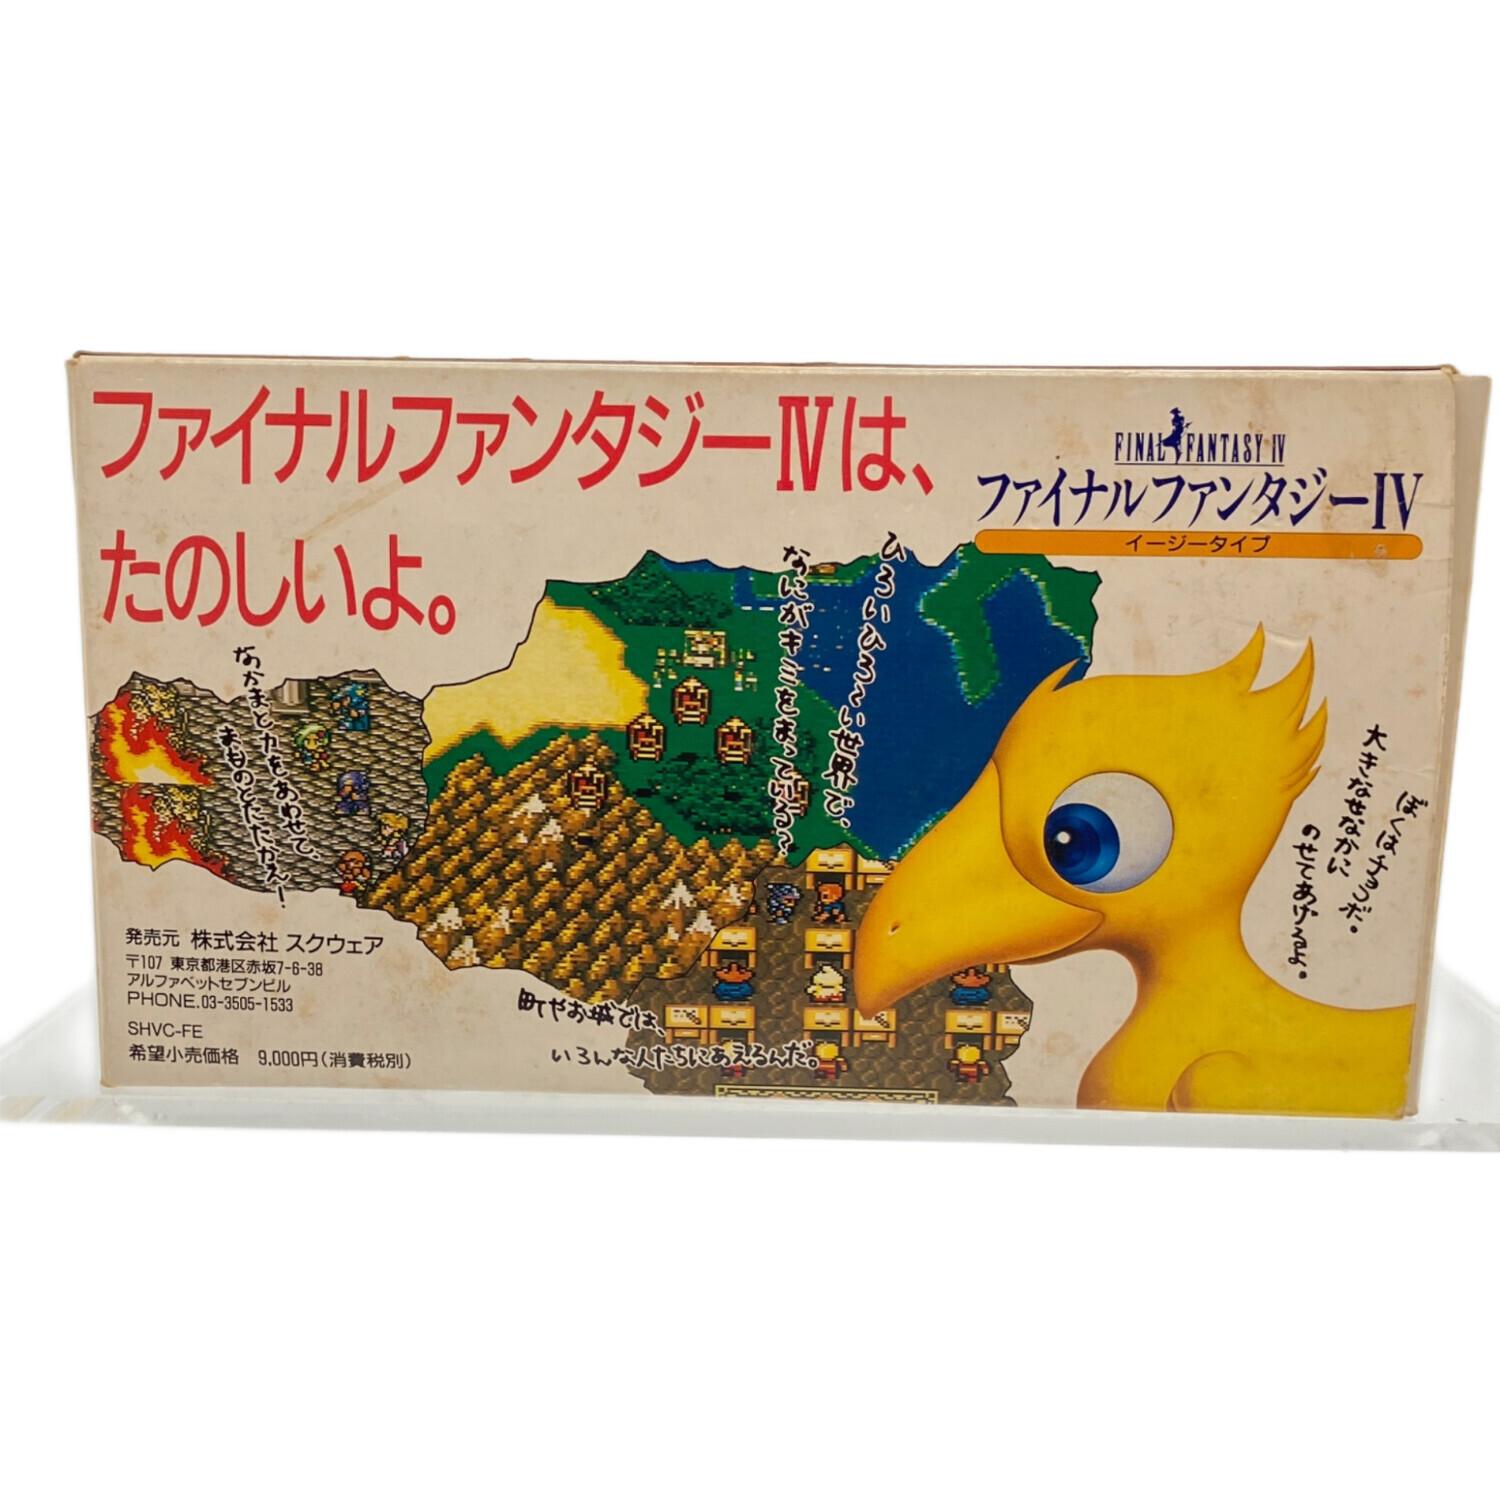 ファイナルファンタジーIVは、
たのしいよ。
FINAL FANTASY IV
ファイナルファンタジーIV
イージータイプ
ひろいひろーい世界で、
なにがキミをまっている?
なかまと力をあわせて、
まものとたたかえ!
ぼくはチョコボ。
大きなせなかに
のせてあげるよ。
町やお城では、
いろんな人たちにあえるんだ。
発売元 株式会社 スクウェア
〒107 東京都港区赤坂7-6-38
アルファベットセブンビル
PHONE.03-3505-1533
SHVC-FE
希望小売価格 9,000円(消費税別)